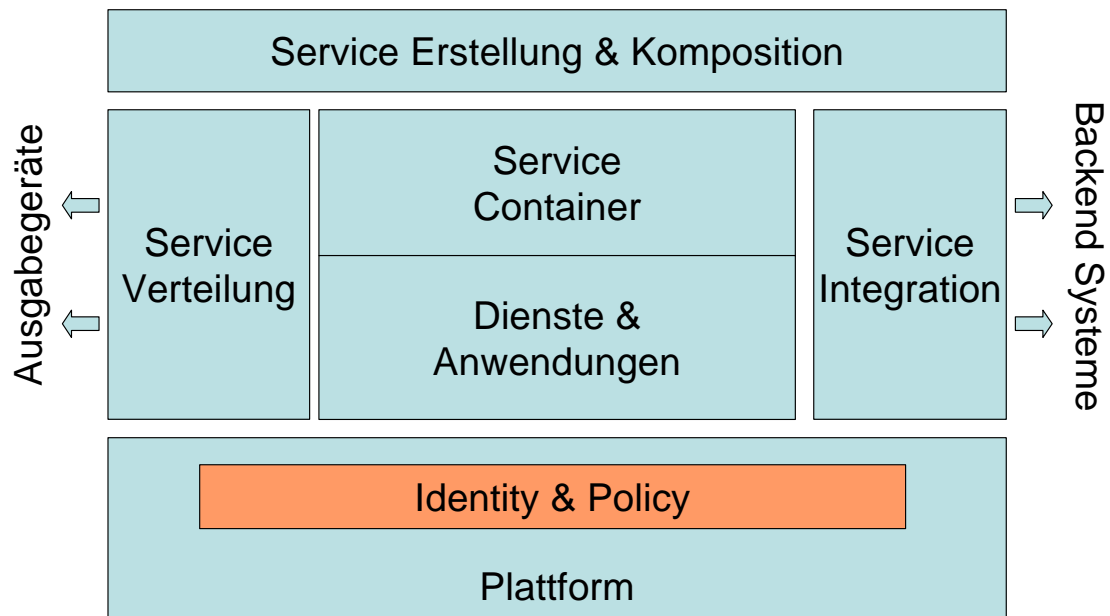 Service Erstellung & Komposition
Ausgabegeräte
Service
Verteilung
Service
Container
Dienste &
Anwendungen
Service
Integration
Backend Systeme
Identity & Policy
Plattform